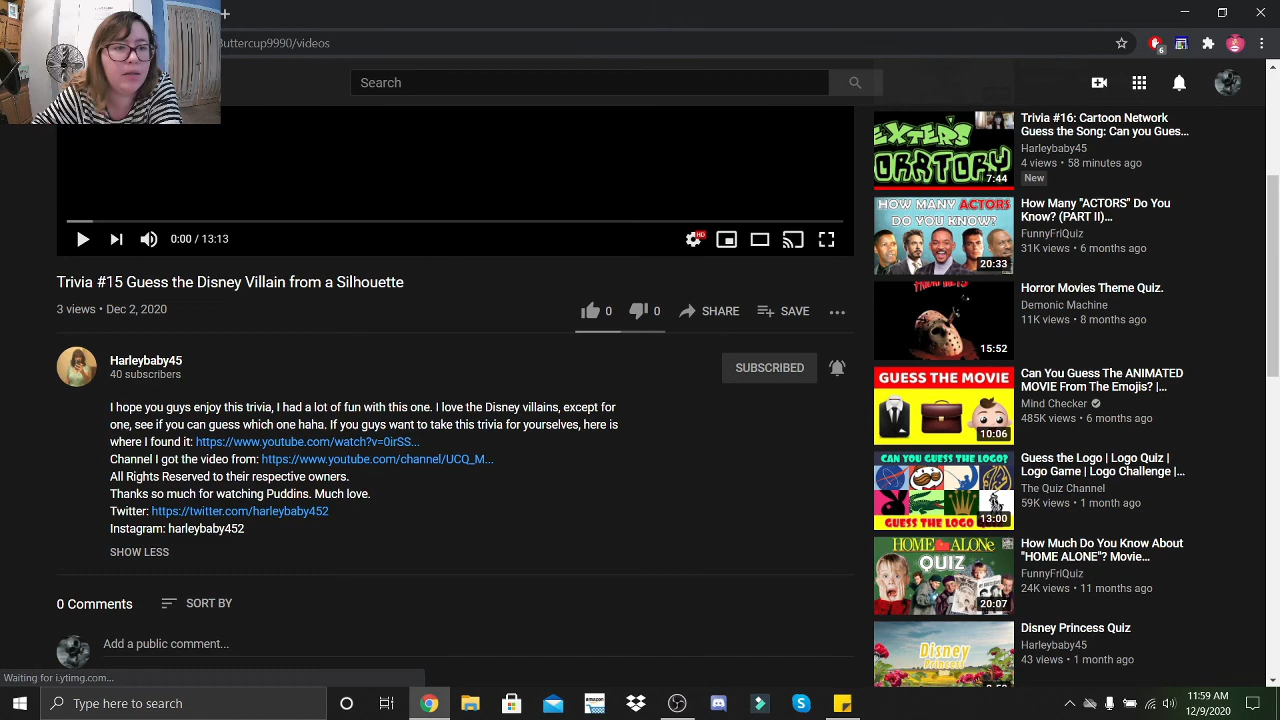 Buttercup9990/videos
6
Search
0:00 / 13:13
HD
Trivia #15 Guess the Disney Villain from a Silhouette
3 views • Dec 2, 2020
0
0
SHARE
SAVE
Harleybaby45
40 subscribers
SUBSCRIBED
I hope you guys enjoy this trivia, I had a lot of fun with this one. I love the Disney villains, except for
one, see if you can guess which one I hate. If you guys want to take this trivia for yourselves, here is
where I found it: https://www.youtube.com/watch?v=0irSS...
Channel I got the video from: https://www.youtube.com/channel/UCQ_M...
All Rights Reserved to their respective owners.
Thanks so much for watching Puddins. Much love.
Twitter: https://twitter.com/harleybaby452
Instagram: harleybaby452
SHOW LESS
0 Comments
SORT BY
Add a public comment...
EXTER'S
ORATORY
7:44
Trivia #16: Cartoon Network
Guess the Song: Can you Gues...
Harleybaby45
4 views • 58 minutes ago
New
HOW MANY ACTORS
DO YOU KNOW?
20:33
How Many "ACTORS" Do You
Know? (PART II)...
FunnyFriQuiz
31K views • 6 months ago
15:52
Horror Movies Theme Quiz.
Demonic Machine
11K views • 8 months ago
GUESS THE MOVIE
10:06
Can You Guess The ANIMATED
MOVIE From The Emojis? |...
Mind Checker
485K views • 6 months ago
CAN YOU GUESS THE LOGO?
GUESS THE LOGO
13:00
Guess the Logo | Logo Quiz |
Logo Game | Logo Challenge |...
The Quiz Channel
59K views • 1 month ago
HOME ALONe
QUIZ
20:07
How Much Do You Know About
"HOME ALONE"? Movie...
FunnyFriQuiz
24K views • 11 months ago
Disney
Princess
Disney Princess Quiz
Harleybaby45
43 views • 1 month ago
Waiting for i.ytimg.com...
Type here to search
amazon
11:59 AM
12/9/2020